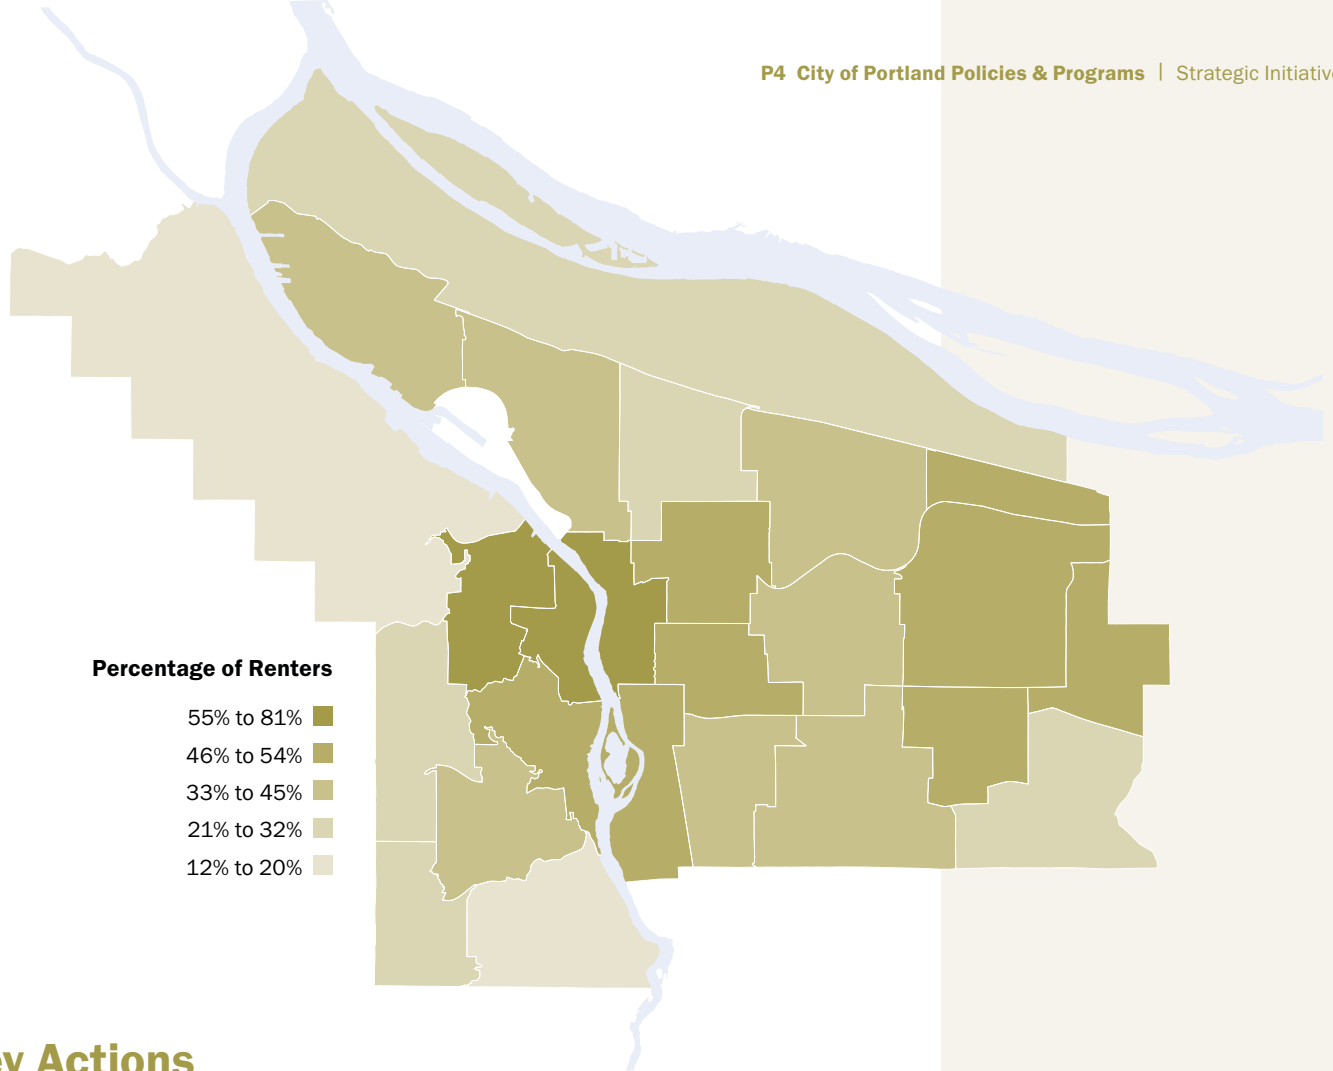 P4 City of Portland Policies & Programs | Strategic
Percentage of Renters
55% to 81%
46% to 54%
33% to 45%
21% to 32%
12% to 20%
Actions